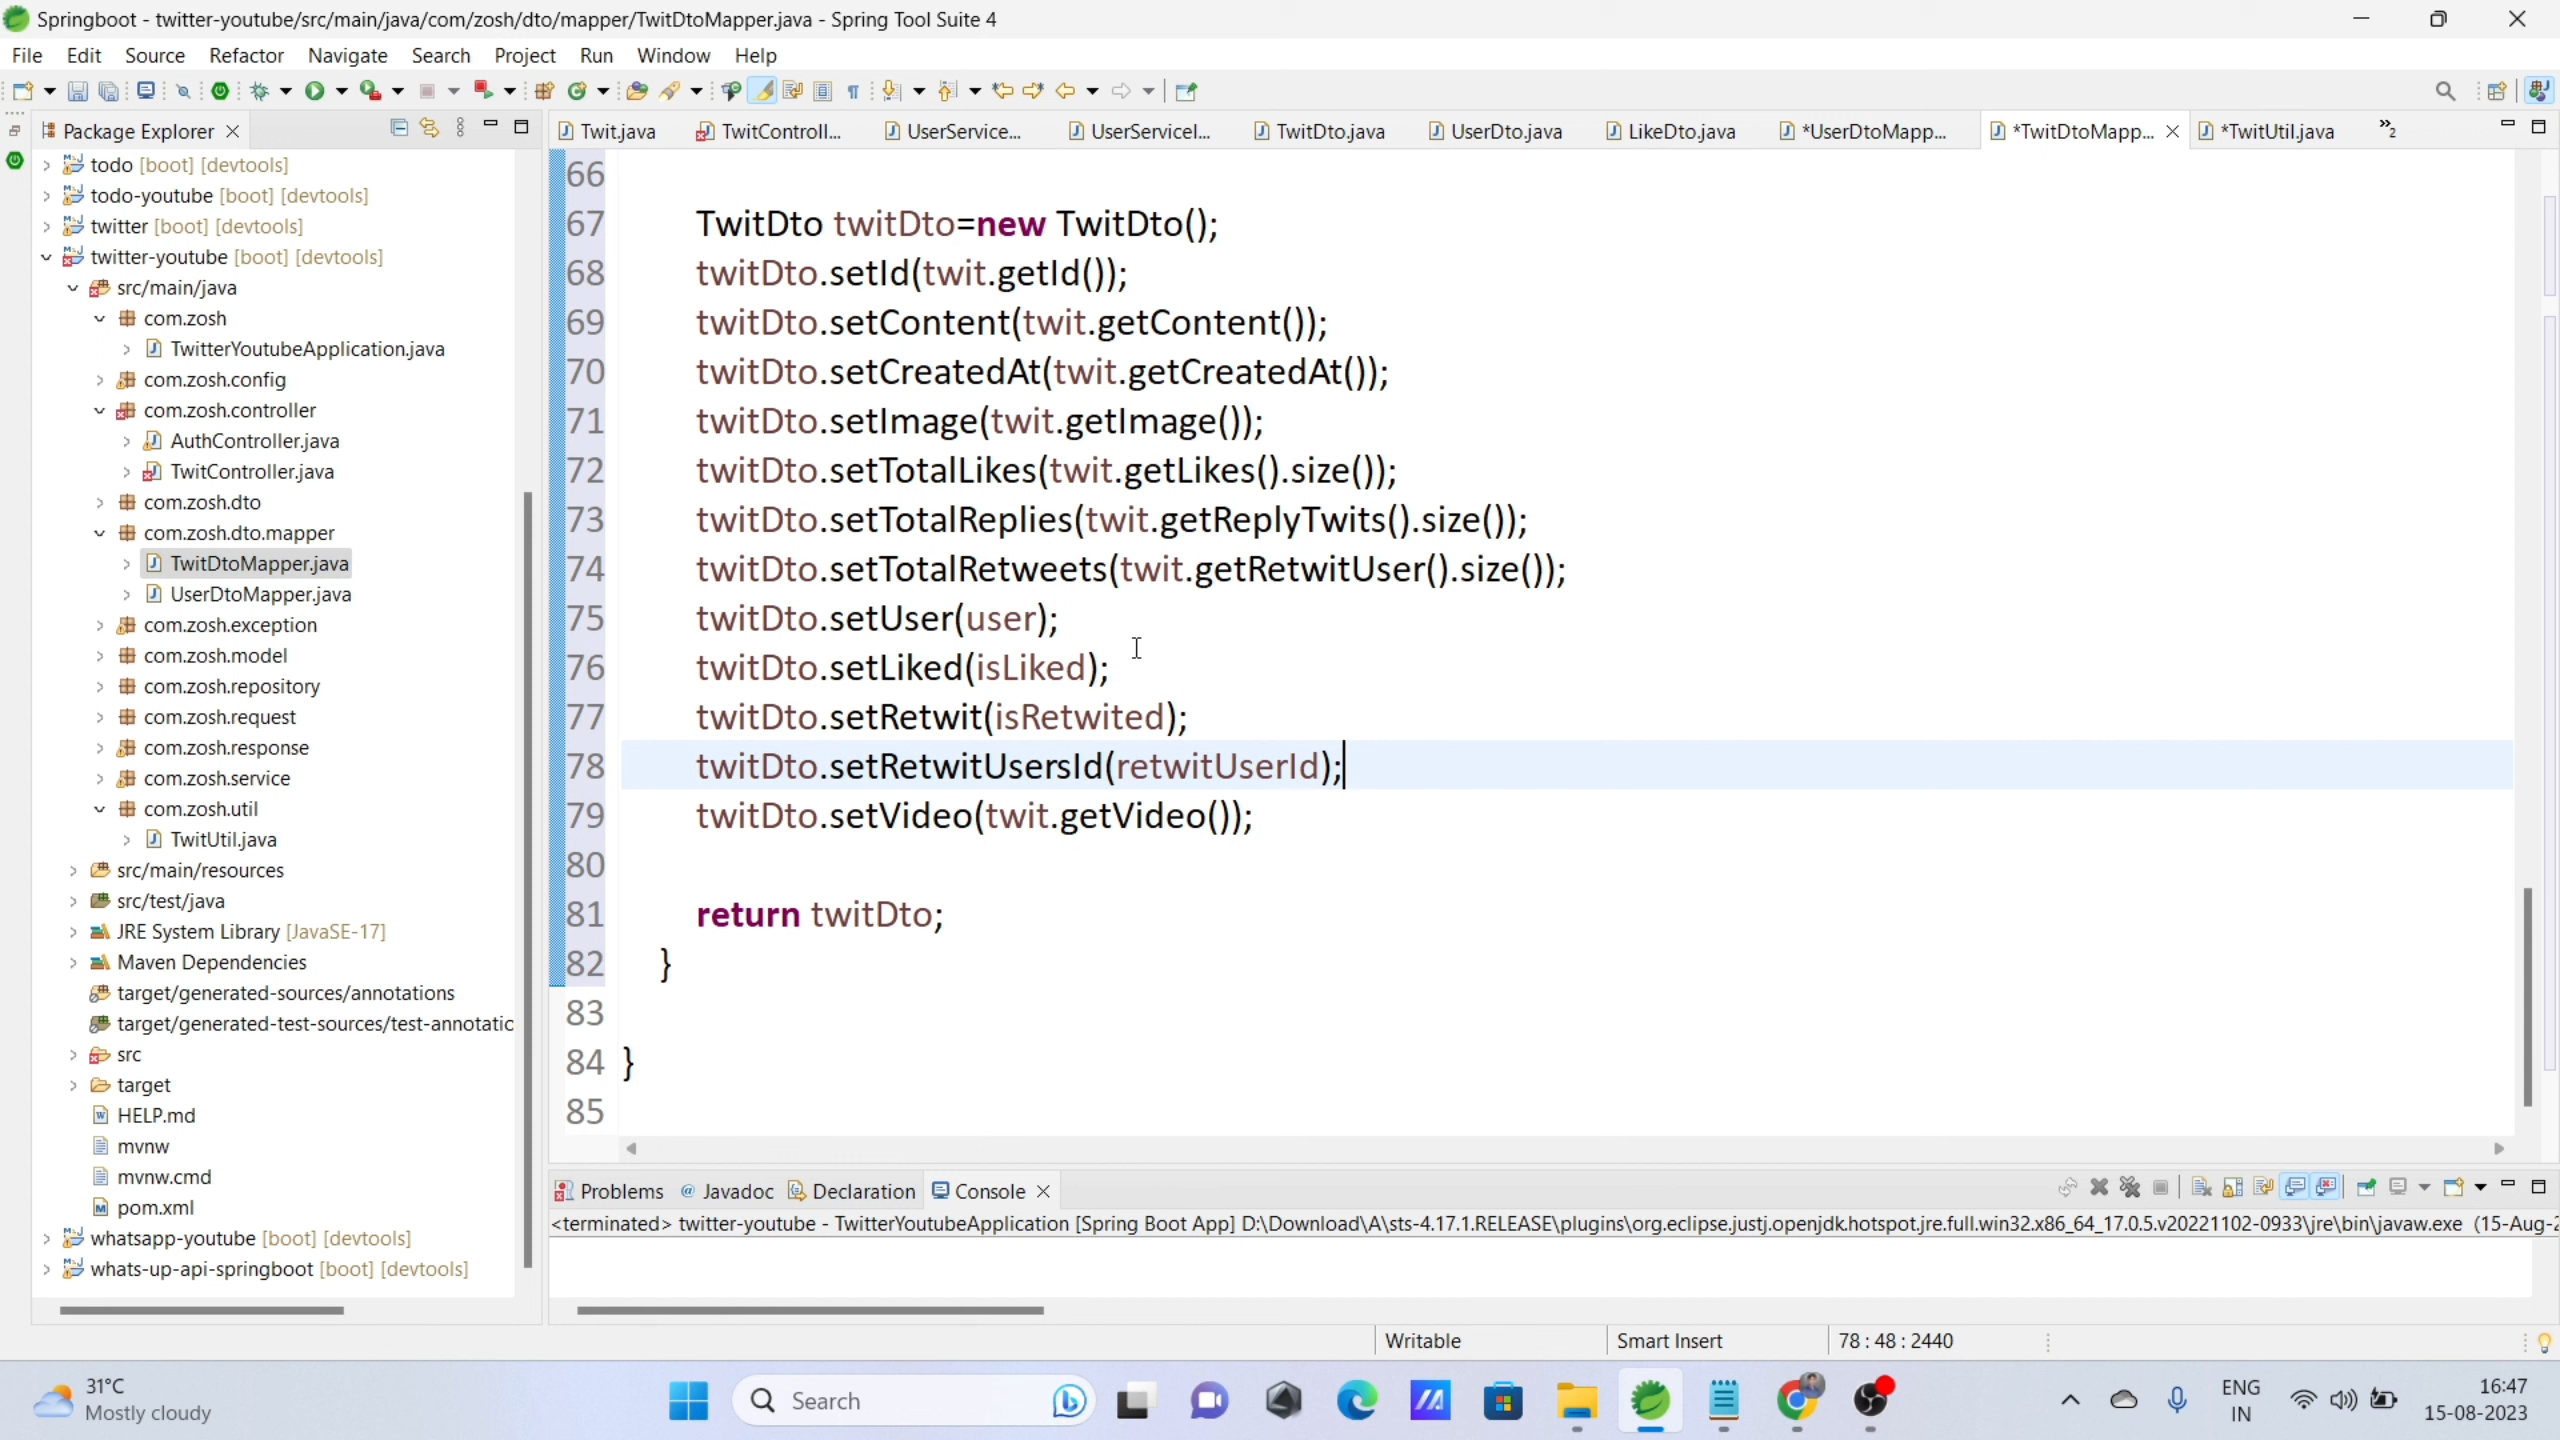 Springboot - twitter-youtube/src/main/java/com/zosh/dto/mapper/TwitDtoMapper.java - Spring Tool Suite 4
File Edit Source Refactor Navigate Search Project Run Window Help
Package Explorer
todo [boot] [devtools]
todo-youtube [boot] [devtools]
twitter [boot] [devtools]
twitter-youtube [boot] [devtools]
src/main/java
com.zosh
TwitterYoutubeApplication.java
com.zosh.config
com.zosh.controller
AuthController.java
TwitController.java
com.zosh.dto
com.zosh.dto.mapper
TwitDtoMapper.java
UserDtoMapper.java
com.zosh.exception
com.zosh.model
com.zosh.repository
com.zosh.request
com.zosh.response
com.zosh.service
com.zosh.util
TwitUtil.java
src/main/resources
src/test/java
JRE System Library [JavaSE-17]
Maven Dependencies
target/generated-sources/annotations
target/generated-test-sources/test-annotatic
src
target
HELP.md
mvnw
mvnw.cmd
pom.xml
whatsapp-youtube [boot] [devtools]
whats-up-api-springboot [boot] [devtools]
Twit.java TwitControll... UserService... UserServiceI... TwitDto.java UserDto.java LikeDto.java *UserDtoMapp... *TwitDtoMapp... *TwitUtil.java »2
66
67 TwitDto twitDto=new TwitDto();
68 twitDto.setId(twit.getId());
69 twitDto.setContent(twit.getContent());
70 twitDto.setCreatedAt(twit.getCreatedAt());
71 twitDto.setImage(twit.getImage());
72 twitDto.setTotalLikes(twit.getLikes().size());
73 twitDto.setTotalReplies(twit.getReplyTwits().size());
74 twitDto.setTotalRetweets(twit.getRetwitUser().size());
75 twitDto.setUser(user);
76 twitDto.setLiked(isLiked);
77 twitDto.setRetwit(isRetwited);
78 twitDto.setRetwitUsersId(retwitUserId);
79 twitDto.setVideo(twit.getVideo());
80
81 return twitDto;
82 }
83
84 }
85
Problems @ Javadoc Declaration Console
<terminated> twitter-youtube - TwitterYoutubeApplication [Spring Boot App] D:\Download\A\sts-4.17.1.RELEASE\plugins\org.eclipse.justj.openjdk.hotspot.jre.full.win32.x86_64_17.0.5.v20221102-0933\jre\bin\javaw.exe (15-Aug-2
Writable Smart Insert 78 : 48 : 2440
31°C
Mostly cloudy
Search
ENG
IN
16:47
15-08-2023